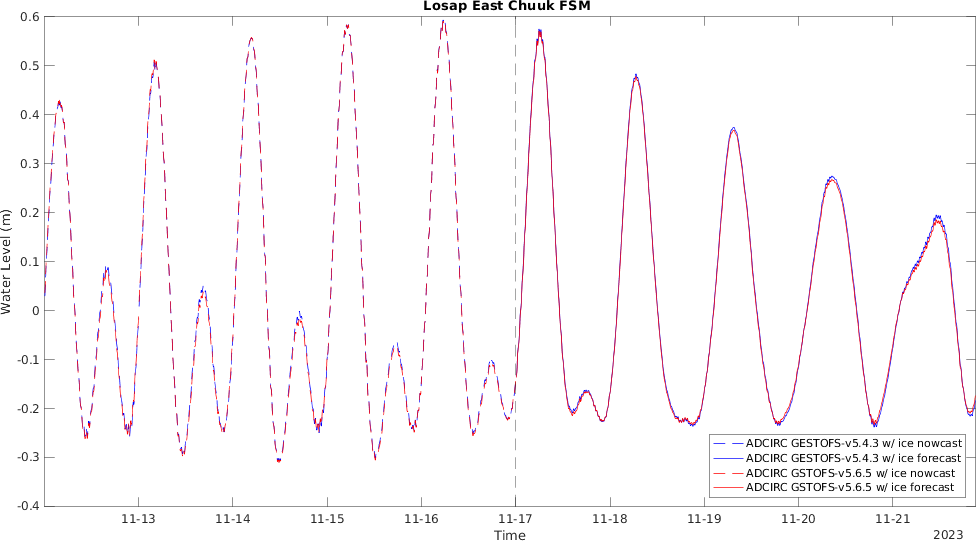 Losap East Chuuk FSM
0.6
0.5
0.4
0.3
0.2
0.1
0
-0.1
-0.2
-0.3
-0.4
Water Level (m)
11-13 11-14 11-15 11-16 11-17 11-18 11-19 11-20 11-21
Time
2023
ADCIRC GESTOFS-v5.4.3 w/ ice nowcast
ADCIRC GESTOFS-v5.4.3 w/ ice forecast
ADCIRC GSTOFS-v5.6.5 w/ ice nowcast
ADCIRC GSTOFS-v5.6.5 w/ ice forecast